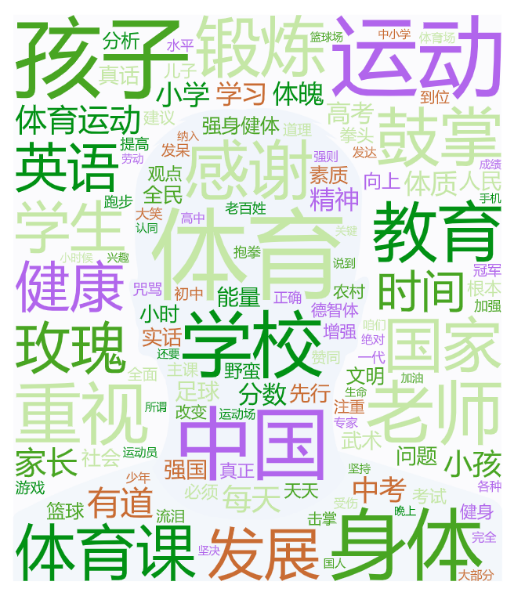 孩子
分析
锻炼
篮球场
运动
中小学
体育场
水平
真话
儿子
到位
小学
学习
体魄
高考
鼓掌
体育运动
建议
强身健体
道理
拳头
提高
纳入
发呆
感谢
强则
发达
成绩
英语
劳动
观点
素质
向上
体质
人民
全民
精神
手机
跑步
学生
大笑
高中
老百姓
认同
体育
关键
教育
小时候
兴趣
抱拳
说到
冠军
健康
咒骂
初中
能量
正确
农村
时间
根本
加强
小时
学校
德智体
增强
咱们
国家
玫瑰
实话
绝对
还要
赞同
一代
全面
主课
野蛮
文明
加油
重视
足球
分数
先行
生命
老师
所谓
改变
运动场
注重
中国
专家
武术
家长
社会
运动员
问题
小孩
强国
真正
坚持
游戏
少年
必须
每天
天天
受伤
中考
考试
各种
有道
篮球
流泪
击掌
晚上
健身
体育课
坚决
发展
国人
身体
完全
大部分